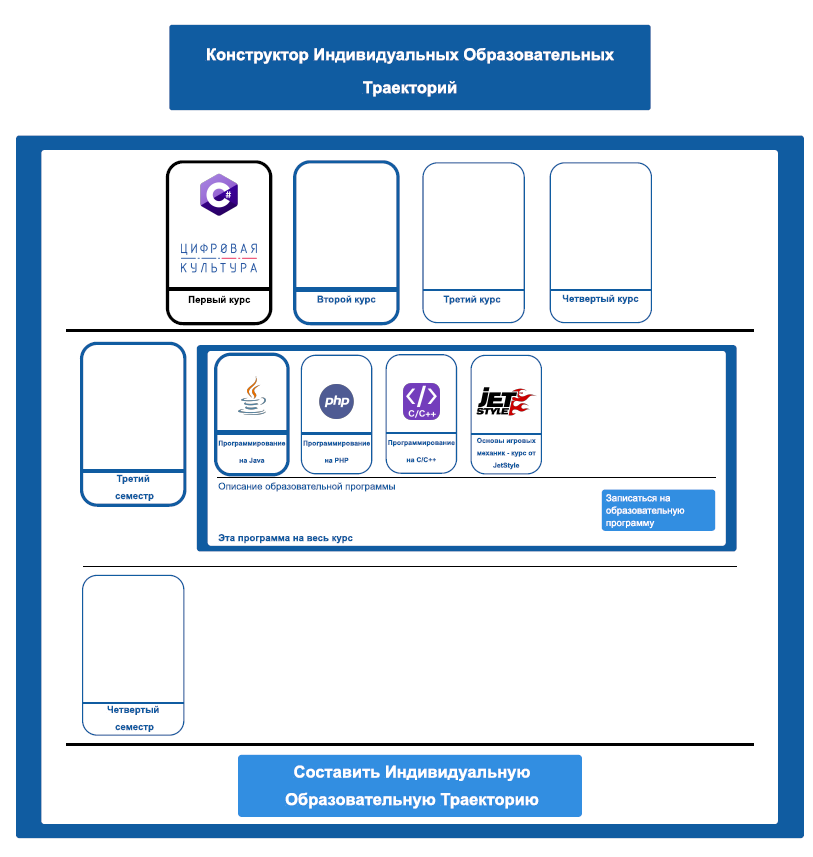 Конструктор Индивидуальных Образовательных
Траекторий
C#
ЦИФРОВАЯ
КУЛЬТУРА
Первый курс
Второй курс
Третий курс
Четвертый курс
Третий
семестр
Программирование
на Java
php
Программирование
на PHP
C/C++
Программирование
на C/C++
JET
STYLE
Основы игровых
механик - курс от
JetStyle
Описание образовательной программы
Записаться на
образовательную
программу
Эта программа на весь курс
Четвертый
семестр
Составить Индивидуальную
Образовательную Траекторию